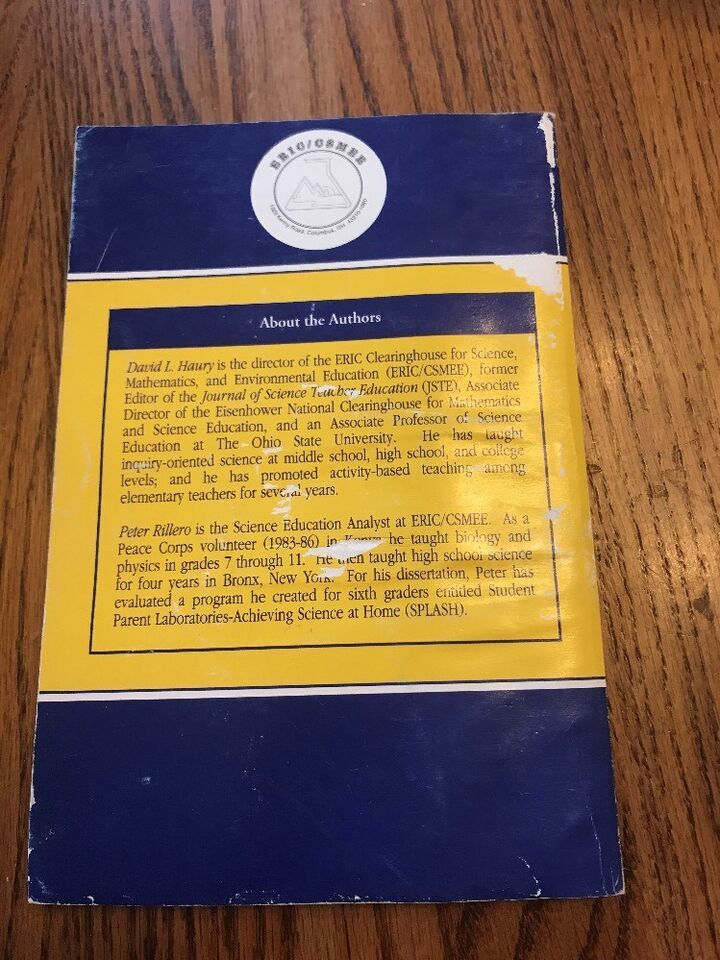 ERIC/CSMEE
1929 Kenny Road, Columbus, OH 43210-1080
About the Authors
David L. Haury is the director of the ERIC Clearinghouse for Science,
Mathematics, and Environmental Education (ERIC/CSMEE), former
Editor of the Journal of Science Teacher Education (JSTE), Associate
Director of the Eisenhower National Clearinghouse for Mathematics
and Science Education, and an Associate Professor of Science
Education at The Ohio State University. He has taught
inquiry-oriented science at middle school, high school, and college
levels; and he has promoted activity-based teaching among
elementary teachers for several years.
Peter Rillero is the Science Education Analyst at ERIC/CSMEE. As a
Peace Corps volunteer (1983-86) in Kenya he taught biology and
physics in grades 7 through 11. He then taught high school science
for four years in Bronx, New York. For his dissertation, Peter has
evaluated a program he created for sixth graders entitled Student
Parent Laboratories-Achieving Science at Home (SPLASH).